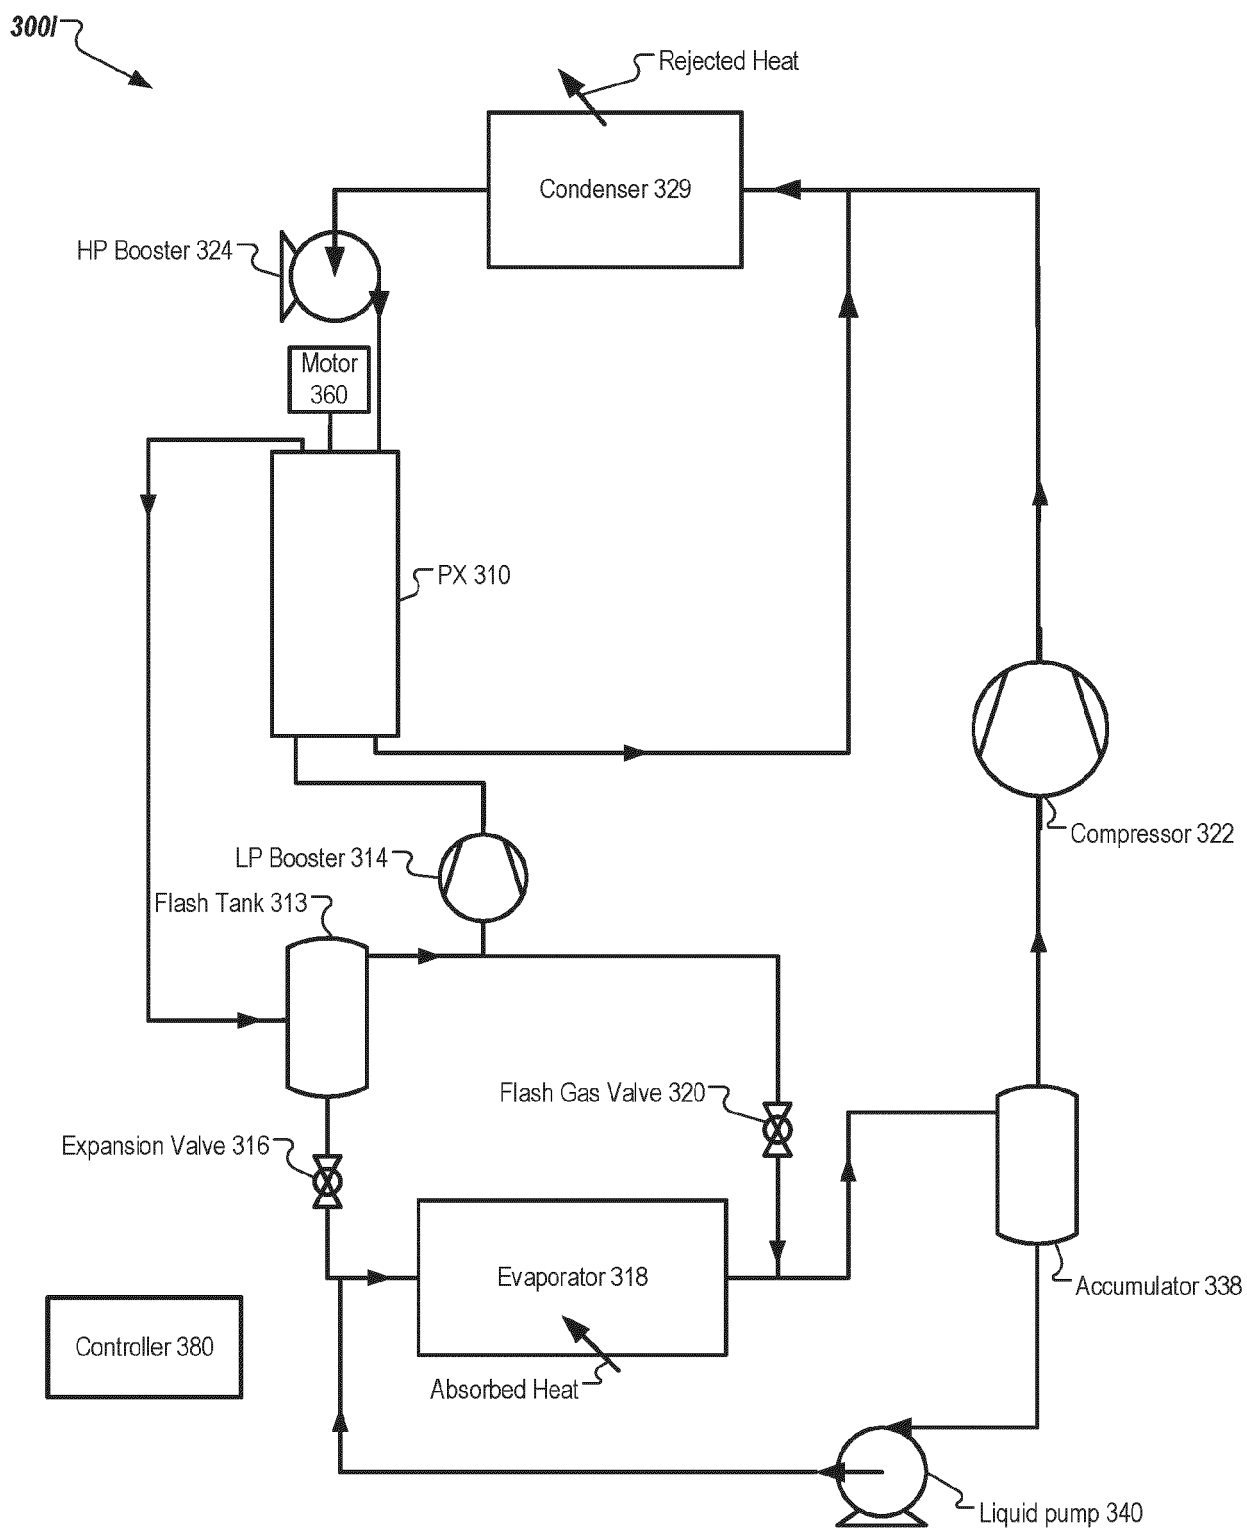 300I
Rejected Heat
Condenser 329
HP Booster 324
Motor
360
PX 310
Compressor 322
LP Booster 314
Flash Tank 313
Flash Gas Valve 320
Expansion Valve 316
Evaporator 318
Accumulator 338
Controller 380
Absorbed Heat
Liquid pump 340